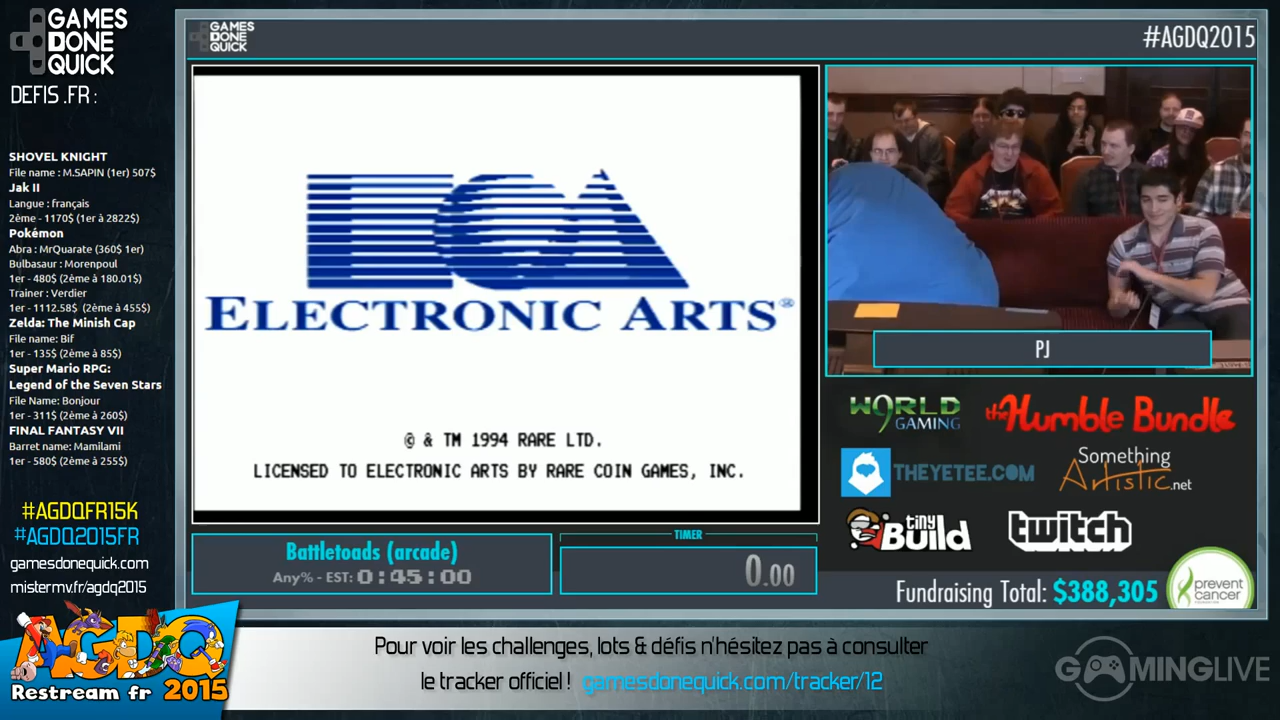 GAMES
DONE
QUICK
DEFIS .FR :
SHOVEL KNIGHT
File name : M.SAPIN (1er) 507$
Jak II
Langue : français
2ème - 1170$ (1er à 2822$)
Pokémon
Abra : MrQuarate (360$ 1er)
Bulbasaur : Morenpoul
1er - 480$ (2ème à 180.01$)
Trainer : Verdier
1er - 1112.58$ (2ème à 455$)
Zelda: The Minish Cap
File name: Bif
1er - 135$ (2ème à 85$)
Super Mario RPG:
Legend of the Seven Stars
File Name: Bonjour
1er - 311$ (2ème à 260$)
FINAL FANTASY VII
Barret name: Mamilami
1er - 580$ (2ème à 255$)
#AGDQFR15K
#AGDQ2015FR
gamesdonequick.com
mistermv.fr/agdq2015
AGDQ
Restream fr 2015
GAMES
DONE
QUICK
#AGDQ2015
EA
ELECTRONIC ARTS®
© & TM 1994 RARE LTD.
LICENSED TO ELECTRONIC ARTS BY RARE COIN GAMES, INC.
PJ
Battletoads (arcade)
Any% - EST: 0:45:00
TIMER
0.00
W9RLD
GAMING
the Humble Bundle
THEYETEE.COM
Something
Artistic.net
tiny
Build
twitch
Fundraising Total: $388,305
prevent
cancer
Pour voir les challenges, lots & défis n'hésitez pas à consulter
le tracker officiel ! gamesdonequick.com/tracker/12
GAMINGLIVE